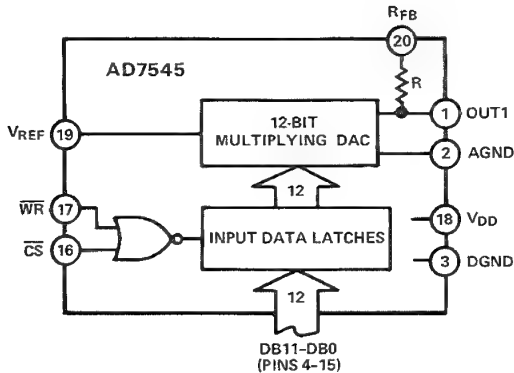 RFB
20
AD7545
R
12-BIT
MULTIPLYING DAC
1 OUT1
VREF 19
2 AGND
12
WR 17
18 VDD
INPUT DATA LATCHES
CS 16
3 DGND
12
DB11–DB0
(PINS 4–15)